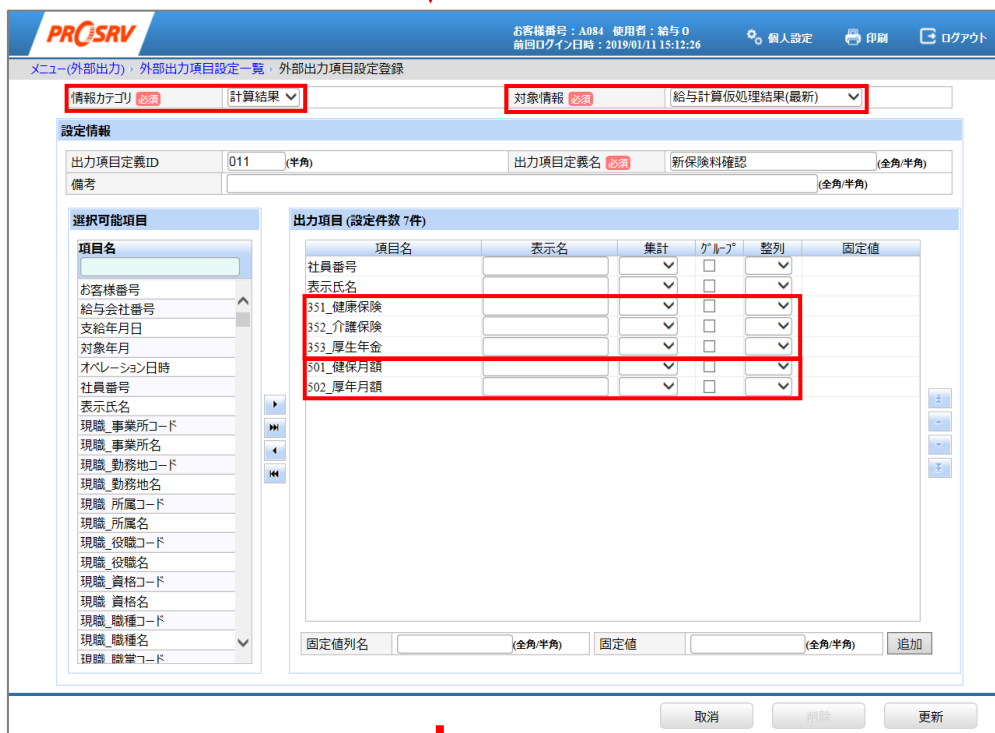 PROSRV
お客様番号：A084 使用者：給与0
前回ログイン日時：2019/01/11 15:12:26
個人設定
印刷
ログアウト
メニュー(外部出力) › 外部出力項目設定一覧 › 外部出力項目設定登録
情報カテゴリ 必須 計算結果
対象情報 必須 給与計算仮処理結果(最新)
設定情報
出力項目定義ID 011 (半角)
出力項目定義名 必須 新保険料確認 (全角/半角)
備考 (全角/半角)
選択可能項目
項目名
お客様番号
給与会社番号
支給年月日
対象年月
オペレーション日時
社員番号
表示氏名
現職_事業所コード
現職_事業所名
現職_勤務地コード
現職_勤務地名
現職_所属コード
現職_所属名
現職_役職コード
現職_役職名
現職_資格コード
現職_資格名
現職_職種コード
現職_職種名
現職_職掌コード
出力項目 (設定件数 7件)
項目名 表示名 集計 グループ 整列 固定値
社員番号
表示氏名
351_健康保険
352_介護保険
353_厚生年金
501_健保月額
502_厚年月額
固定値列名 (全角/半角) 固定値 (全角/半角) 追加
取消
削除
更新